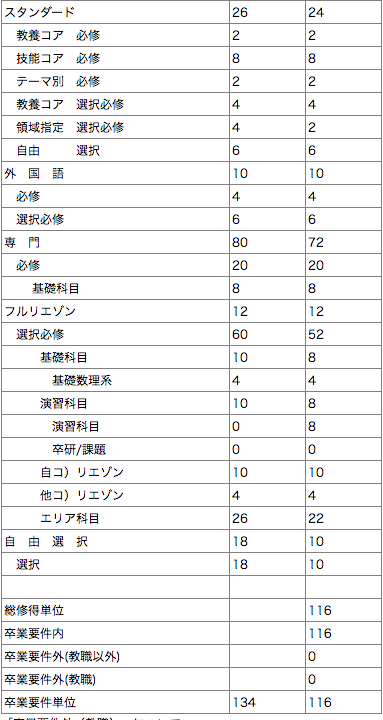 スタンダード 26 24
教養コア 必修 2 2
技能コア 必修 8 8
テーマ別 必修 2 2
教養コア 選択必修 4 4
領域指定 選択必修 4 2
自由 選択 6 6
外 国 語 10 10
必修 4 4
選択必修 6 6
専 門 80 72
必修 20 20
基礎科目 8 8
フルリエゾン 12 12
選択必修 60 52
基礎科目 10 8
基礎数理系 4 4
演習科目 10 8
演習科目 0 8
卒研/課題 0 0
自コ）リエゾン 10 10
他コ）リエゾン 4 4
エリア科目 26 22
自 由 選 択 18 10
選択 18 10
総修得単位 116
卒業要件内 116
卒業要件外(教職以外) 0
卒業要件外(教職) 0
卒業要件単位 134 116